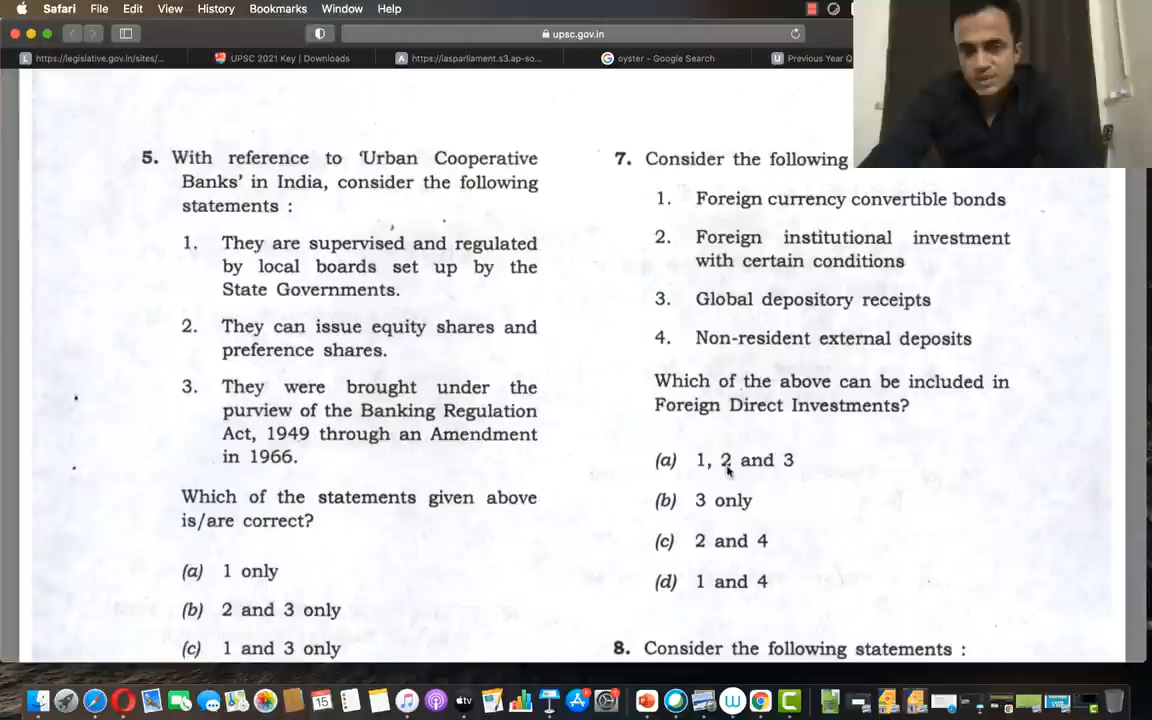 Safari File Edit View History Bookmarks Window Help
upsc.gov.in
https://legislative.gov.in/sites/...
UPSC 2021 Key | Downloads
https://iasparliament.s3.ap-so...
oyster - Google Search
Previous Year Q
5. With reference to 'Urban Cooperative
Banks' in India, consider the following
statements :
1. They are supervised and regulated
by local boards set up by the
State Governments.
2. They can issue equity shares and
preference shares.
3. They were brought under the
purview of the Banking Regulation
Act, 1949 through an Amendment
in 1966.
Which of the statements given above
is/are correct?
(a) 1 only
(b) 2 and 3 only
(c) 1 and 3 only
7. Consider the following
1. Foreign currency convertible bonds
2. Foreign institutional investment
with certain conditions
3. Global depository receipts
4. Non-resident external deposits
Which of the above can be included in
Foreign Direct Investments?
(a) 1, 2 and 3
(b) 3 only
(c) 2 and 4
(d) 1 and 4
8. Consider the following statements :